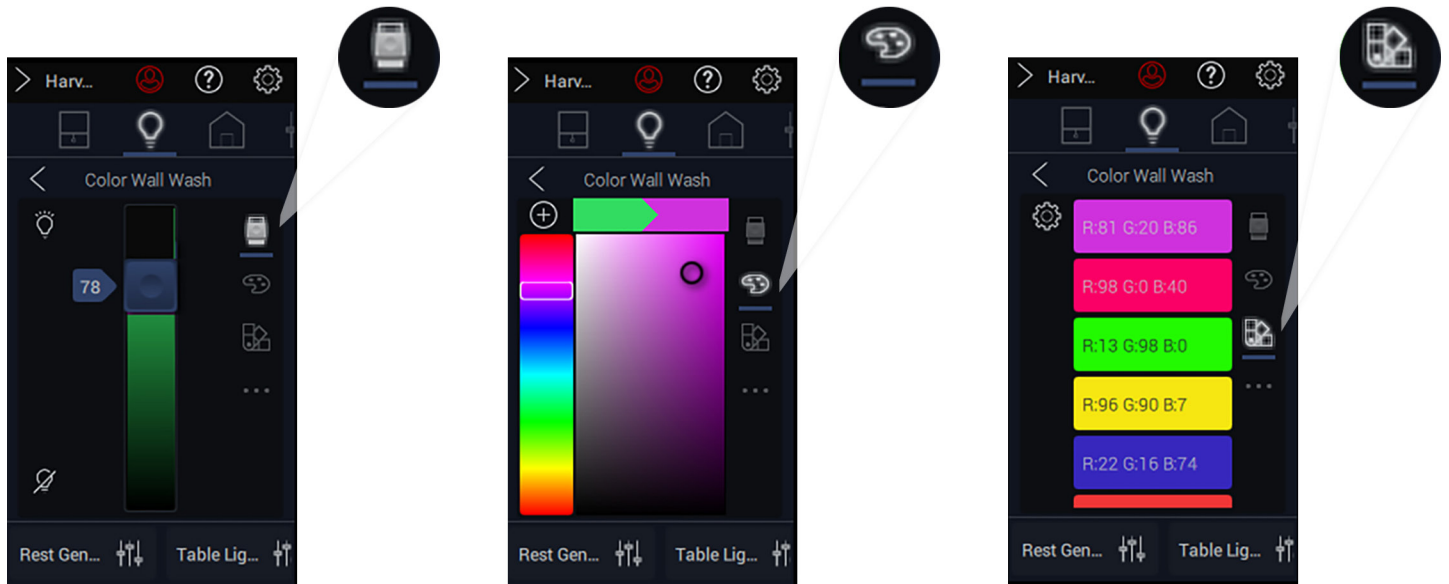 Harv...
Color Wall Wash
78
Rest Gen...
Table Lig...
Harv...
Color Wall Wash
Rest Gen...
Table Lig...
Harv...
Color Wall Wash
R:81 G:20 B:86
R:98 G:0 B:40
R:13 G:98 B:0
R:96 G:90 B:7
R:22 G:16 B:74
Rest Gen...
Table Lig...